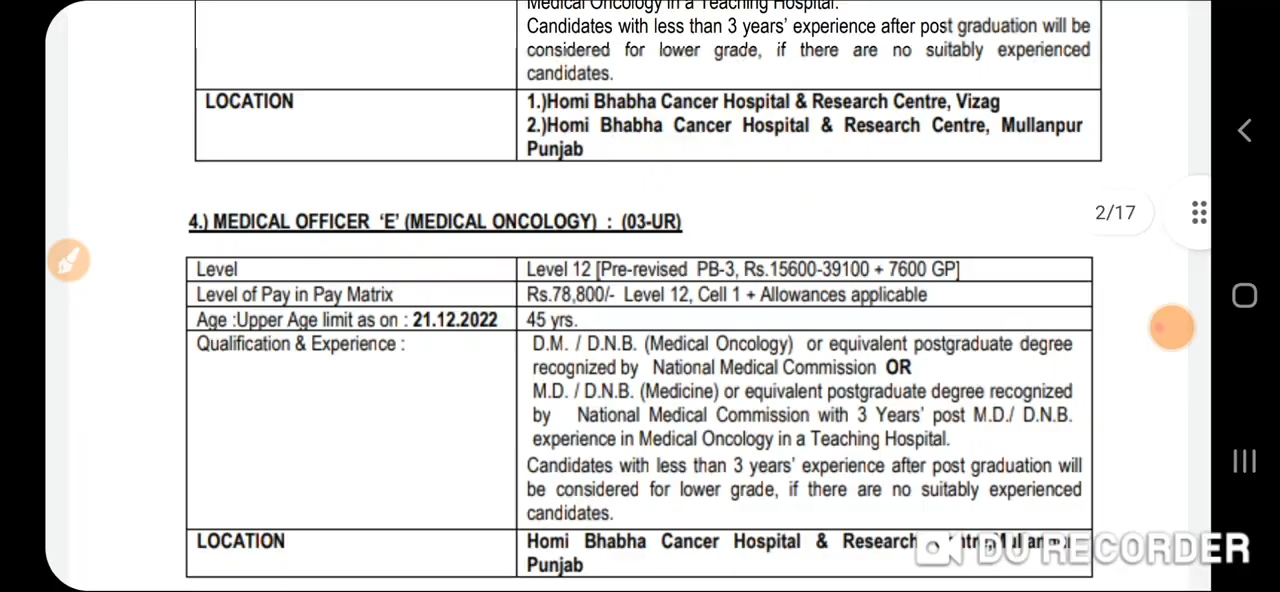 Medical Oncology in a Teaching Hospital.
Candidates with less than 3 years' experience after post graduation will be
considered for lower grade, if there are no suitably experienced
candidates.
LOCATION
1.)Homi Bhabha Cancer Hospital & Research Centre, Vizag
2.)Homi Bhabha Cancer Hospital & Research Centre, Mullanpur
Punjab
4.) MEDICAL OFFICER 'E' (MEDICAL ONCOLOGY) : (03-UR)
2/17
Level
Level 12 [Pre-revised PB-3, Rs.15600-39100 + 7600 GP]
Level of Pay in Pay Matrix
Rs.78,800/- Level 12, Cell 1 + Allowances applicable
Age :Upper Age limit as on : 21.12.2022
45 yrs.
Qualification & Experience :
D.M. / D.N.B. (Medical Oncology) or equivalent postgraduate degree
recognized by National Medical Commission OR
M.D. / D.N.B. (Medicine) or equivalent postgraduate degree recognized
by National Medical Commission with 3 Years' post M.D./ D.N.B.
experience in Medical Oncology in a Teaching Hospital.
Candidates with less than 3 years' experience after post graduation will
be considered for lower grade, if there are no suitably experienced
candidates.
LOCATION
Homi Bhabha Cancer Hospital & Research
Punjab
DU RECORDER